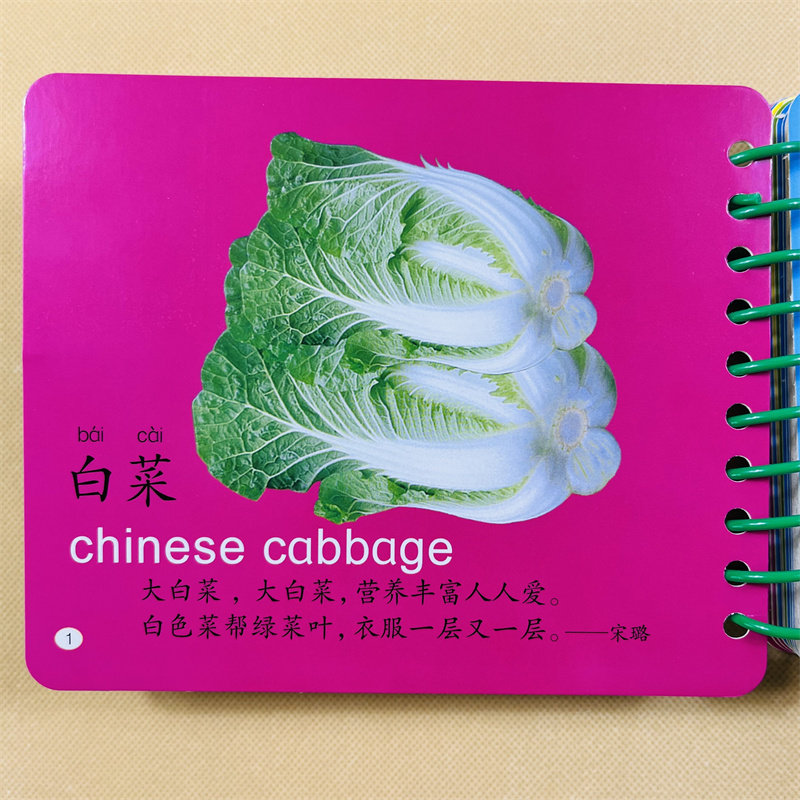 bái cài
白菜
chinese cabbage
大白菜，大白菜，营养丰富人人爱。
白色菜帮绿菜叶，衣服一层又一层。——宋璐
1